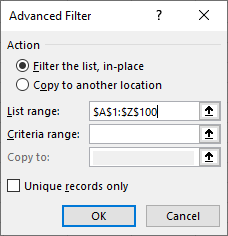 Advanced Filter
Action
Filter the list, in-place
Copy to another location
List range: $A$1:$Z$100
Criteria range:
Copy to:
Unique records only
OK Cancel